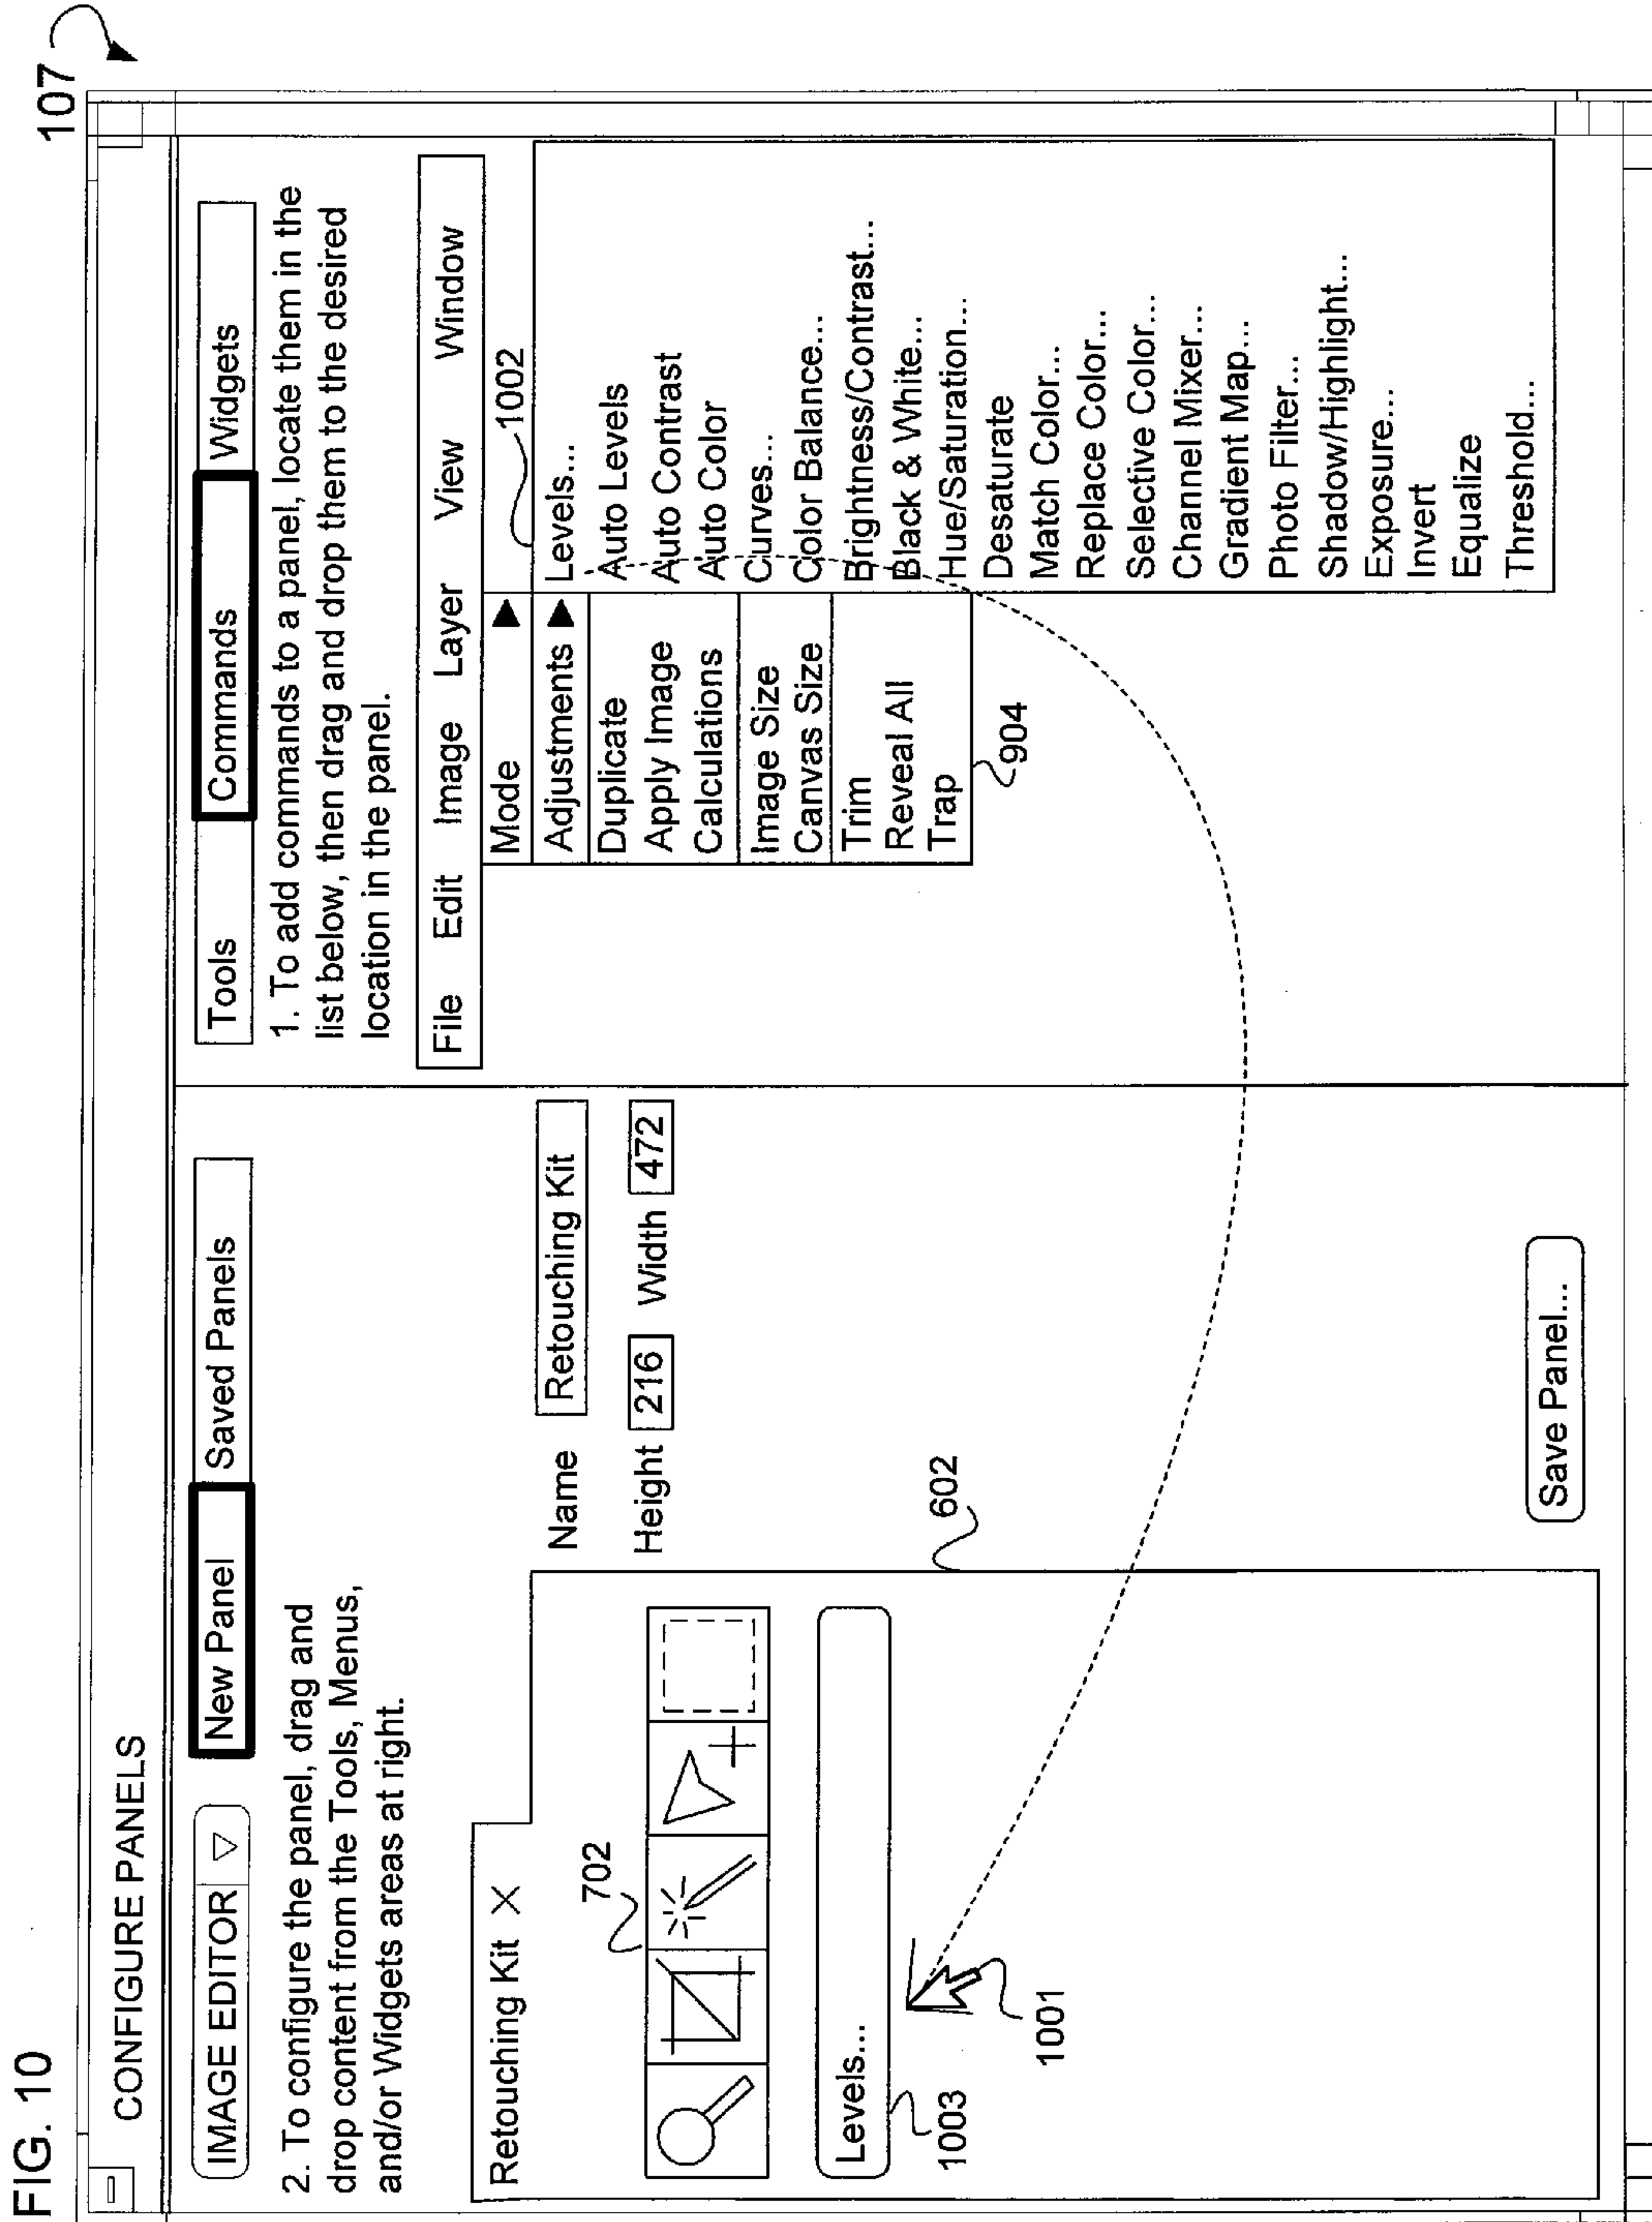 FIG. 10
107
CONFIGURE PANELS
IMAGE EDITOR
New Panel
Saved Panels
2. To configure the panel, drag and
drop content from the Tools, Menus,
and/or Widgets areas at right.
Retouching Kit X
Name Retouching Kit
Height 216 Width 472
702
602
Levels...
1003
1001
Save Panel...
Tools
Commands
Widgets
1. To add commands to a panel, locate them in the
list below, then drag and drop them to the desired
location in the panel.
File Edit Image Layer View Window
Mode
Adjustments
Duplicate
Apply Image
Calculations
Image Size
Canvas Size
Trim
Reveal All
Trap
904
1002
Levels...
Auto Levels
Auto Contrast
Auto Color
Curves...
Color Balance...
Brightness/Contrast...
Black & White...
Hue/Saturation...
Desaturate
Match Color...
Replace Color...
Selective Color...
Channel Mixer...
Gradient Map...
Photo Filter...
Shadow/Highlight...
Exposure...
Invert
Equalize
Threshold...